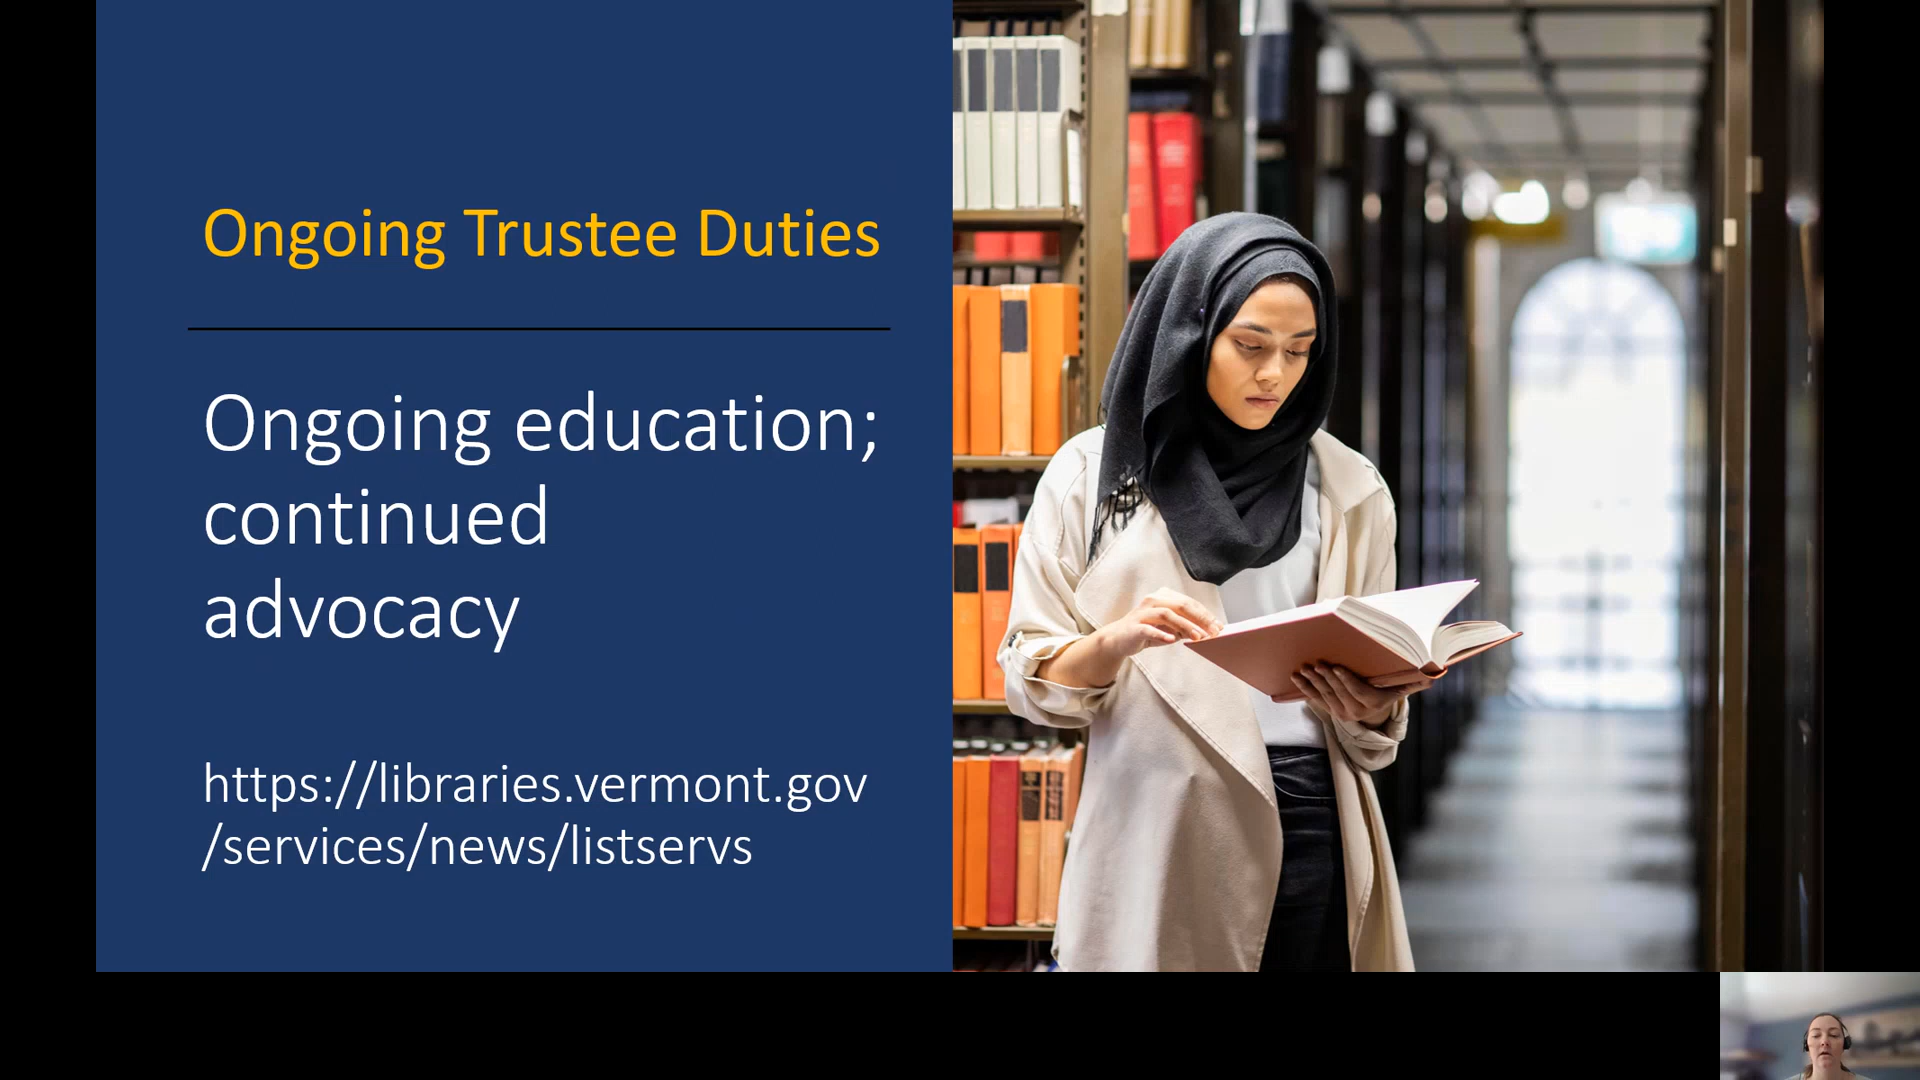 Ongoing Trustee Duties
Ongoing education;
continued
advocacy
https://libraries.vermont.gov
/services/news/listservs